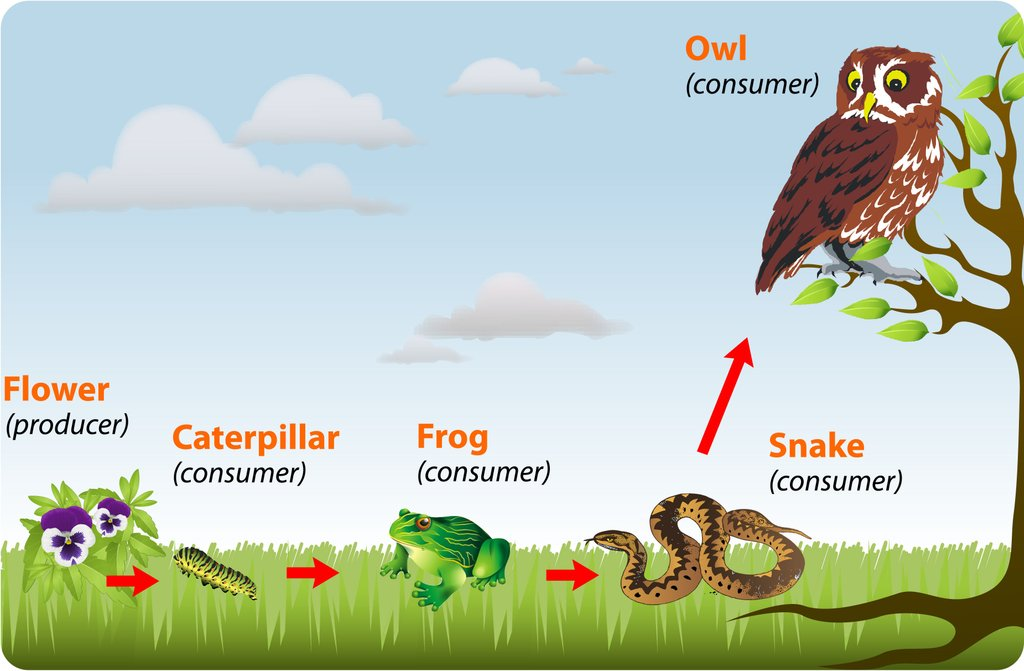 Owl
(consumer)
Flower
(producer)
Caterpillar
(consumer)
Frog
(consumer)
Snake
(consumer)